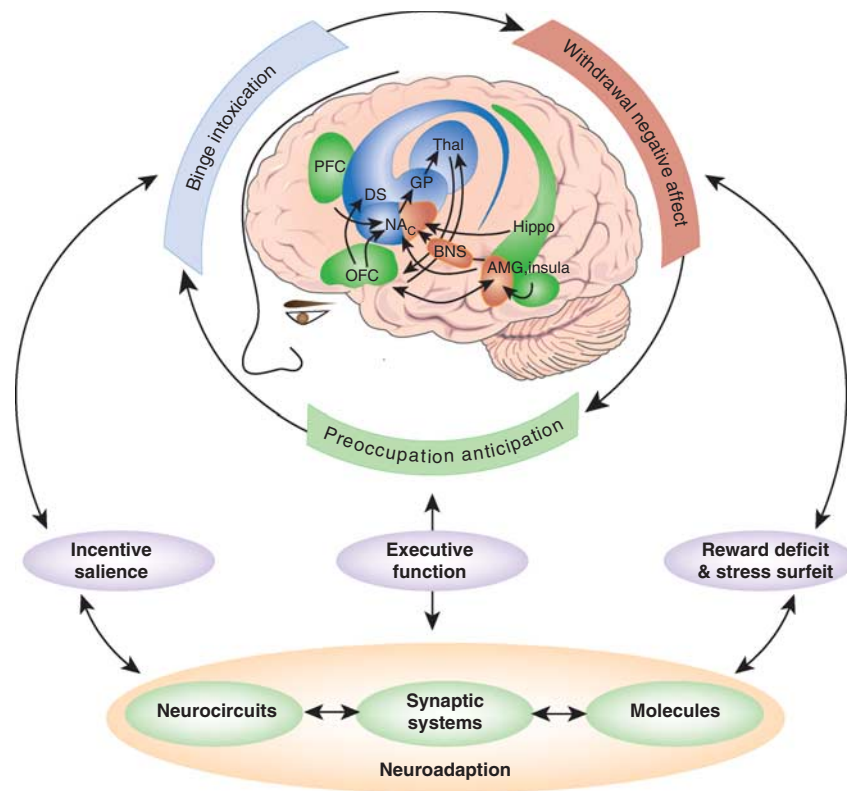 Binge intoxication
Withdrawal negative affect
Thal
PFC
GP
DS
NAC
Hippo
BNS
OFC
AMG,insula
Preoccupation anticipation
Incentive
salience
Executive
function
Reward deficit
& stress surfeit
Neurocircuits
Synaptic
systems
Molecules
Neuroadaption